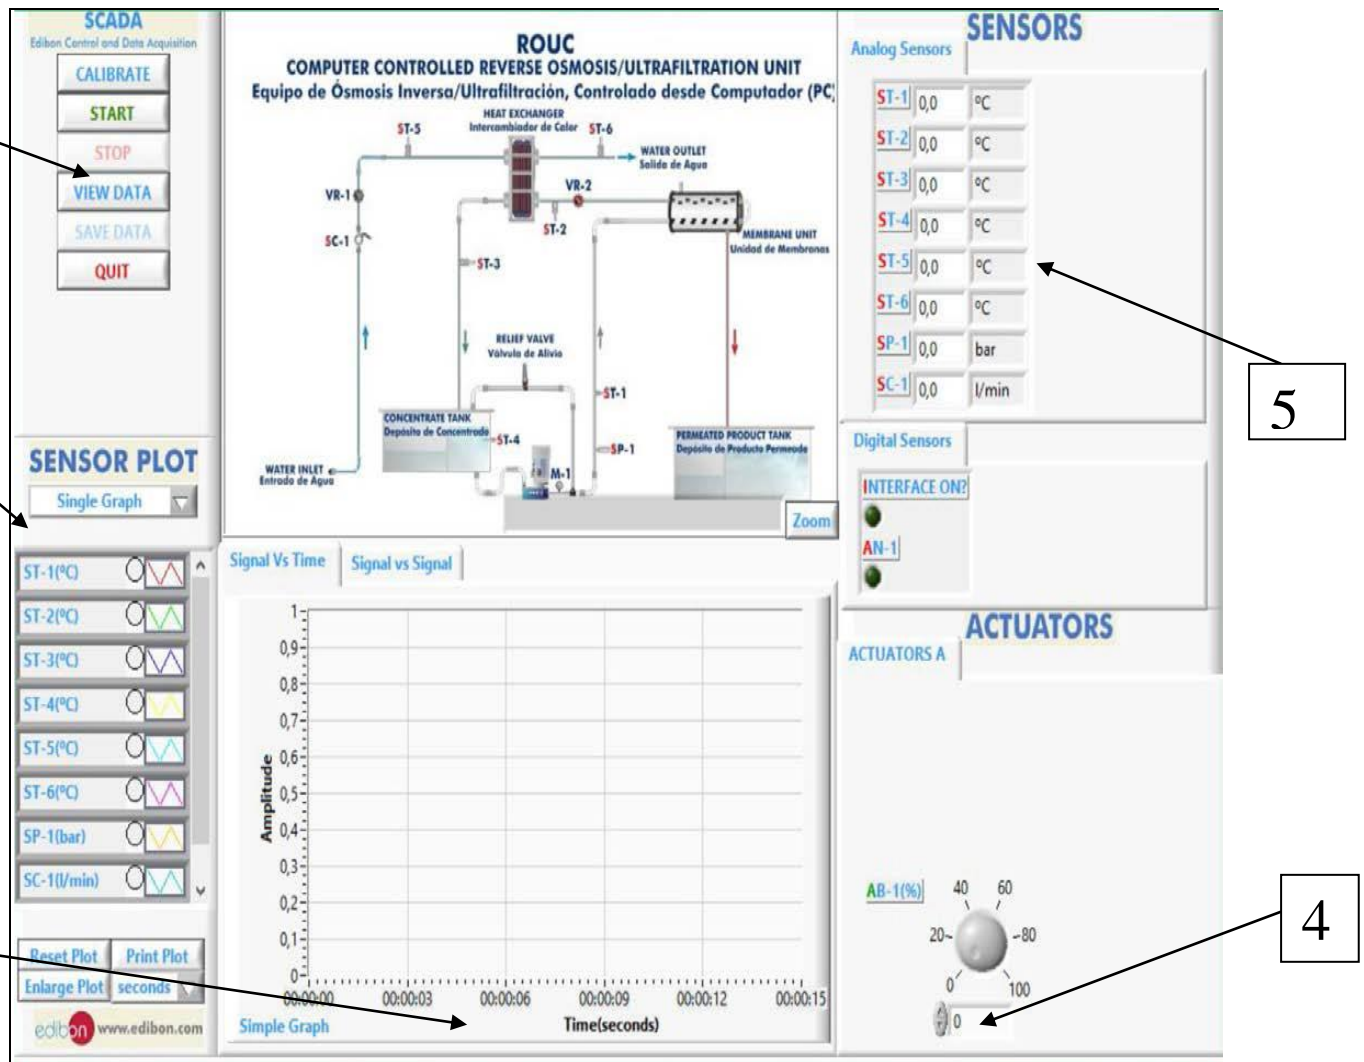 SCADA
Edibon Control and Data Acquisition
CALIBRATE
START
STOP
VIEW DATA
SAVE DATA
QUIT
ROUC
COMPUTER CONTROLLED REVERSE OSMOSIS/ULTRAFILTRATION UNIT
Equipo de Ósmosis Inversa/Ultrafiltración, Controlado desde Computador (PC)
HEAT EXCHANGER
Intercambiador de Calor
ST-5
ST-6
WATER OUTLET
Salida de Agua
VR-1
VR-2
SC-1
ST-2
MEMBRANE UNIT
Unidad de Membranas
ST-3
RELIEF VALVE
Válvula de Alivio
ST-1
CONCENTRATE TANK
Depósito de Concentrado
ST-4
SP-1
PERMEATED PRODUCT TANK
Depósito de Producto Permeado
WATER INLET
Entrada de Agua
M-1
Zoom
SENSORS
Analog Sensors
ST-1 0,0 ºC
ST-2 0,0 ºC
ST-3 0,0 ºC
ST-4 0,0 ºC
ST-5 0,0 ºC
ST-6 0,0 ºC
SP-1 0,0 bar
SC-1 0,0 l/min
5
Digital Sensors
INTERFACE ON?
AN-1
SENSOR PLOT
Single Graph
ST-1(ºC)
ST-2(ºC)
ST-3(ºC)
ST-4(ºC)
ST-5(ºC)
ST-6(ºC)
SP-1(bar)
SC-1(l/min)
Reset Plot Print Plot
Enlarge Plot seconds
edibon www.edibon.com
Signal Vs Time Signal vs Signal
Amplitude
1
0,9
0,8
0,7
0,6
0,5
0,4
0,3
0,2
0,1
0
00:00:00 00:00:03 00:00:06 00:00:09 00:00:12 00:00:15
Simple Graph Time(seconds)
ACTUATORS
ACTUATORS A
AB-1(%)
40 60
20 80
0 100
0
4